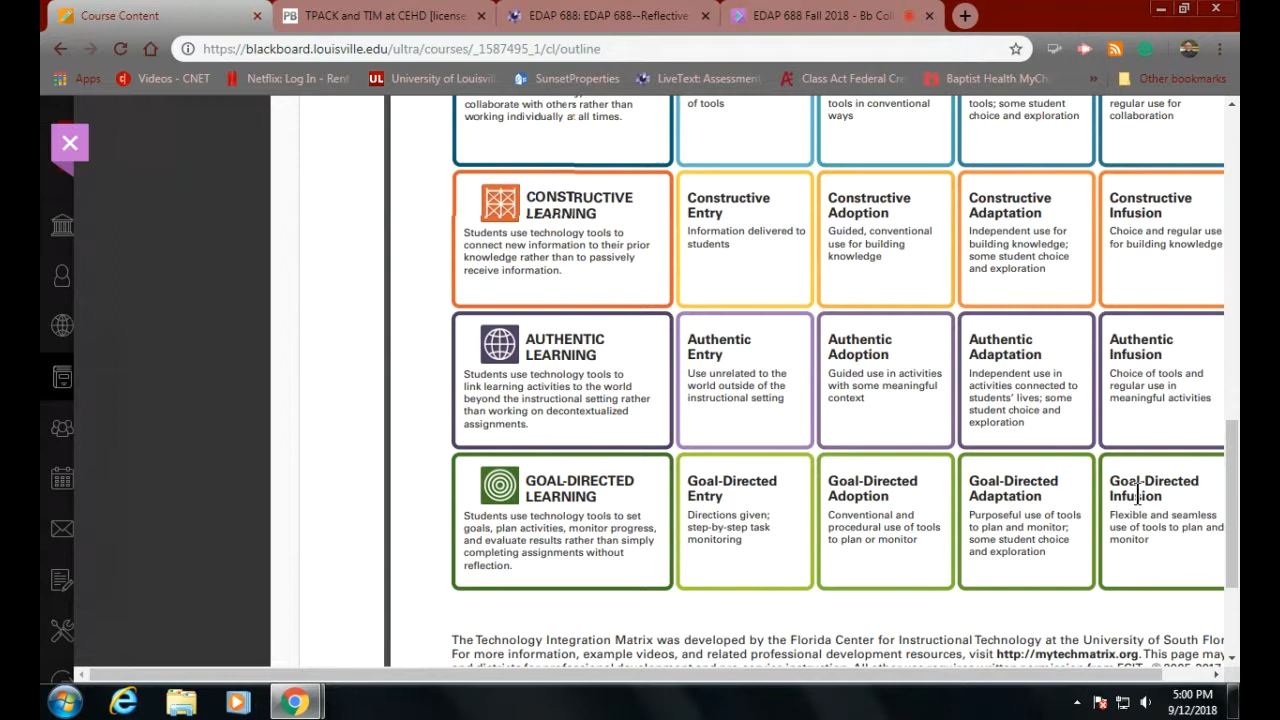 Course Content
TPACK and TIM at CEHD [license
EDAP 688: EDAP 688--Reflective
EDAP 688 Fall 2018 - Bb Coll
https://blackboard.louisville.edu/ultra/courses/_1587495_1/cl/outline
Apps
Videos - CNET
Netflix: Log In - Rent
University of Louisvil
SunsetProperties
LiveText: Assessment
Class Act Federal Cre
Baptist Health MyCh
»
Other bookmarks
collaborate with others rather than
working individually at all times.
of tools
tools in conventional
ways
tools; some student
choice and exploration
regular use for
collaboration
CONSTRUCTIVE
LEARNING
Students use technology tools to
connect new information to their prior
knowledge rather than to passively
receive information.
Constructive
Entry
Information delivered to
students
Constructive
Adoption
Guided, conventional
use for building
knowledge
Constructive
Adaptation
Independent use for
building knowledge;
some student choice
and exploration
Constructive
Infusion
Choice and regular use
for building knowledge
AUTHENTIC
LEARNING
Students use technology tools to
link learning activities to the world
beyond the instructional setting rather
than working on decontextualized
assignments.
Authentic
Entry
Use unrelated to the
world outside of the
instructional setting
Authentic
Adoption
Guided use in activities
with some meaningful
context
Authentic
Adaptation
Independent use in
activities connected to
students' lives; some
student choice and
exploration
Authentic
Infusion
Choice of tools and
regular use in
meaningful activities
GOAL-DIRECTED
LEARNING
Students use technology tools to set
goals, plan activities, monitor progress,
and evaluate results rather than simply
completing assignments without
reflection.
Goal-Directed
Entry
Directions given;
step-by-step task
monitoring
Goal-Directed
Adoption
Conventional and
procedural use of tools
to plan or monitor
Goal-Directed
Adaptation
Purposeful use of tools
to plan and monitor;
some student choice
and exploration
Goal-Directed
Infusion
Flexible and seamless
use of tools to plan and
monitor
The Technology Integration Matrix was developed by the Florida Center for Instructional Technology at the University of South Flor
For more information, example videos, and related professional development resources, visit http://mytechmatrix.org. This page may
5:00 PM
9/12/2018